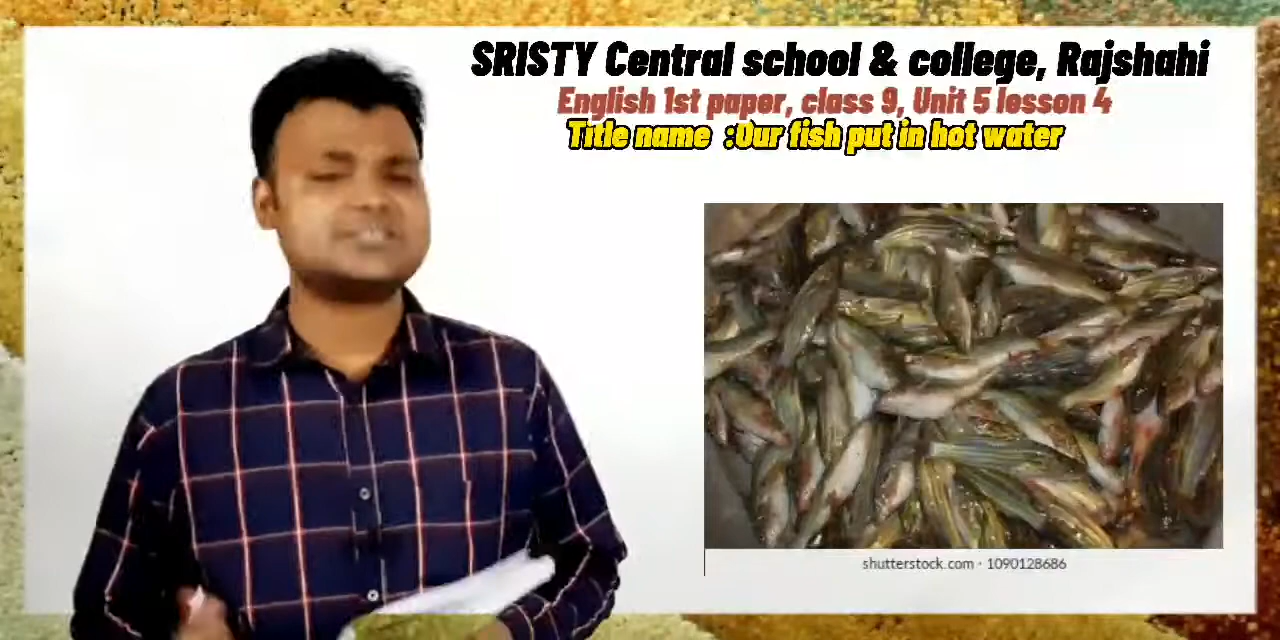 SRISTY Central school & college, Rajshahi
English 1st paper, class 9, Unit 5 lesson 4
Title name :Our fish put in hot water
shutterstock.com · 1090128686